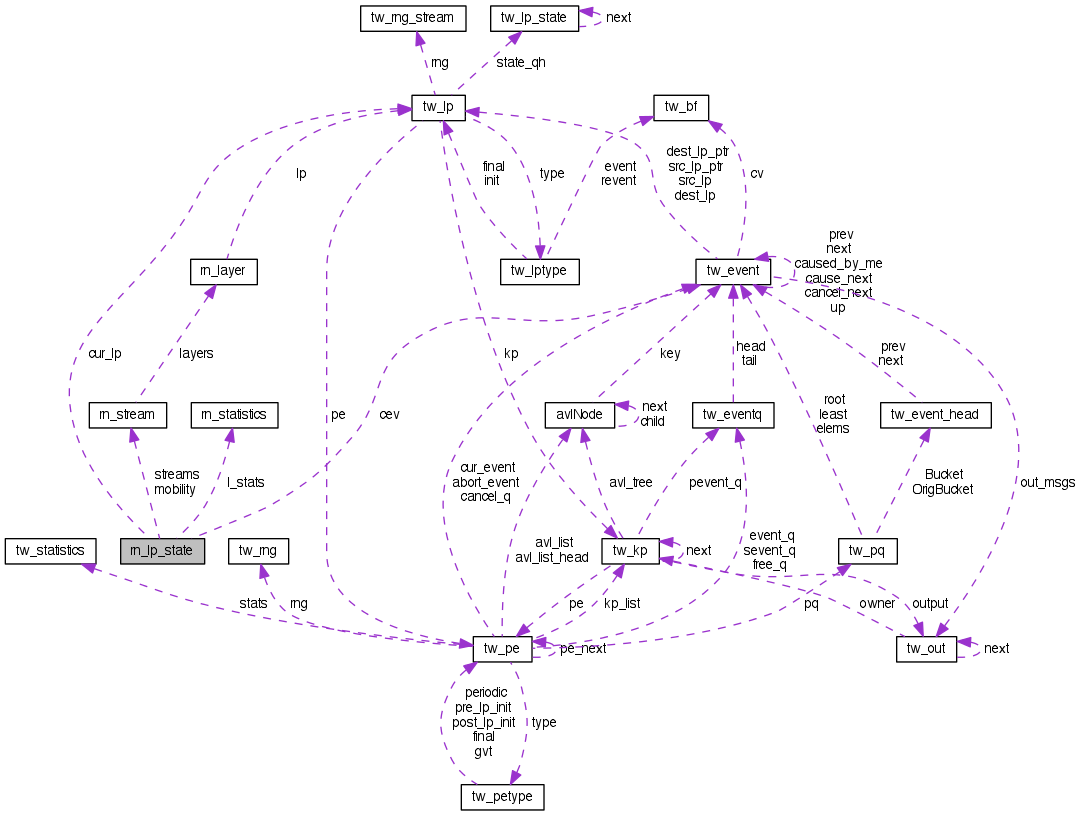 tw_rng_stream
tw_lp_state
next
rng
state_qh
tw_lp
tw_bf
final
init
type
event
revent
dest_lp_ptr
src_lp_ptr
src_lp
dest_lp
cv
lp
rn_layer
tw_lptype
tw_event
prev
next
caused_by_me
cause_next
cancel_next
up
cur_lp
layers
kp
key
head
tail
prev
next
rn_stream
rn_statistics
pe
cev
avlNode
next
child
tw_eventq
root
least
elems
tw_event_head
streams
mobility
l_stats
cur_event
abort_event
cancel_q
avl_tree
pevent_q
Bucket
OrigBucket
out_msgs
tw_statistics
rn_lp_state
tw_rng
avl_list
avl_list_head
tw_kp
next
event_q
sevent_q
free_q
tw_pq
stats
rng
pe
kp_list
pq
owner
output
tw_pe
pe_next
tw_out
next
periodic
pre_lp_init
post_lp_init
final
gvt
type
tw_petype